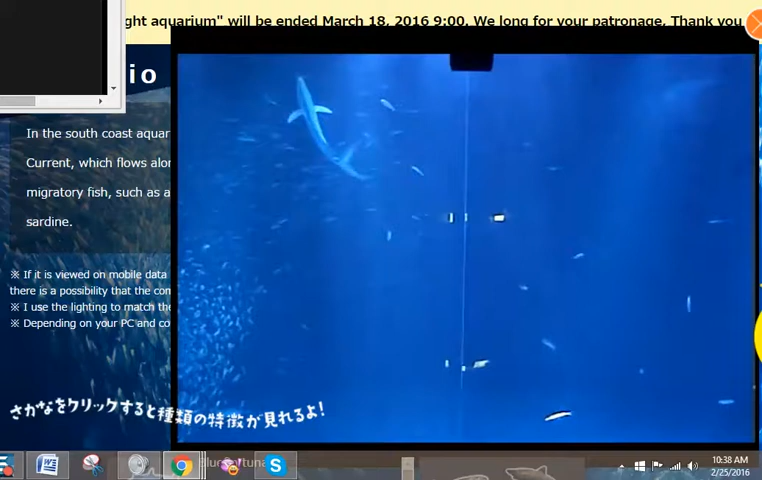 ght aquarium" will be ended March 18, 2016 9:00. We long for your patronage. Thank you
io
In the south coast aquar
Current, which flows alon
migratory fish, such as a
sardine.
※ If it is viewed on mobile data
there is a possibility that the con
※ I use the lighting to match the
※ Depending on your PC and co
さかなをクリックすると種類の特徴が見れるよ!
10:38 AM
2/25/2016